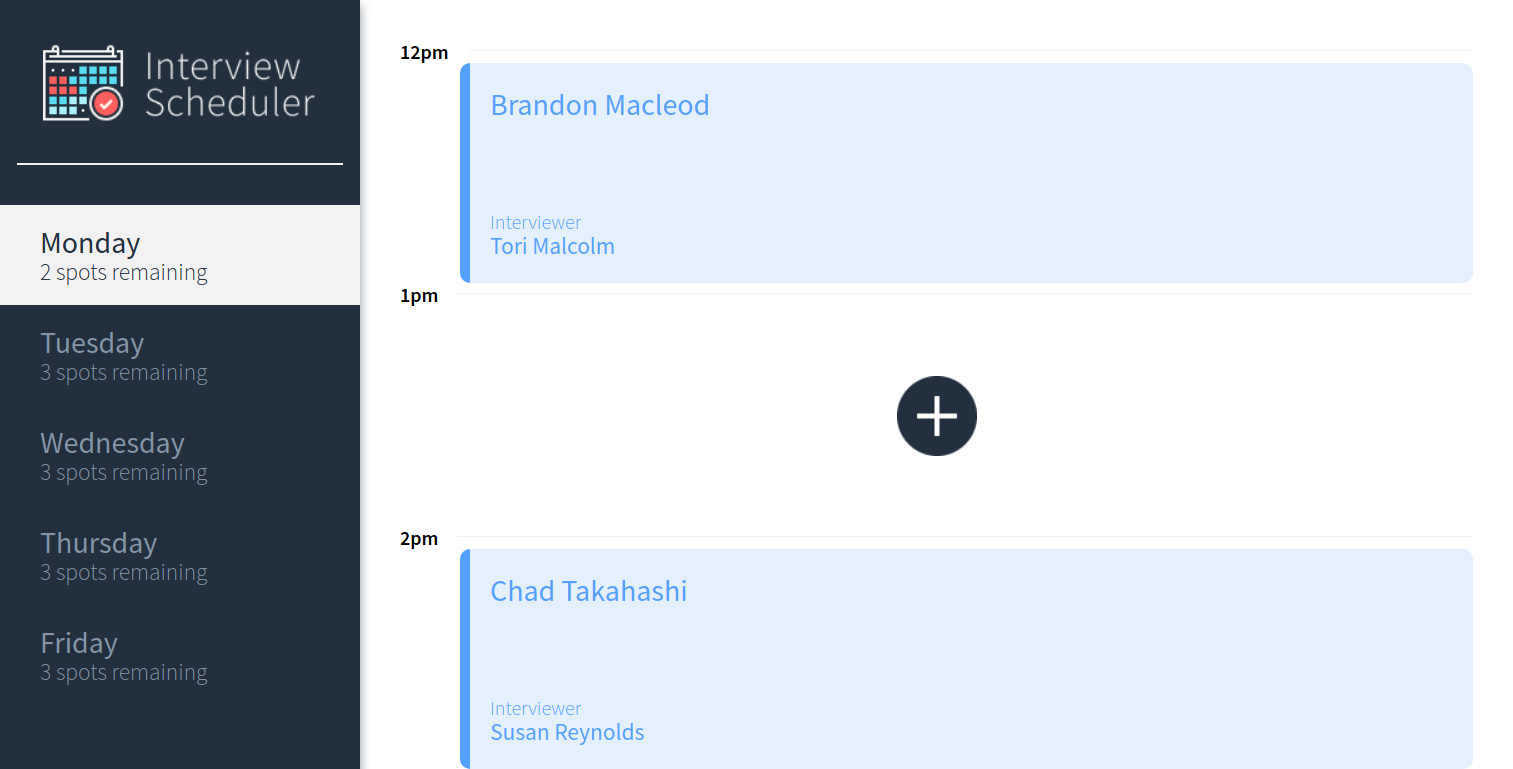 Interview
Scheduler
Monday
2 spots remaining
Tuesday
3 spots remaining
Wednesday
3 spots remaining
Thursday
3 spots remaining
Friday
3 spots remaining
12pm
Brandon Macleod
Interviewer
Tori Malcolm
1pm
2pm
Chad Takahashi
Interviewer
Susan Reynolds